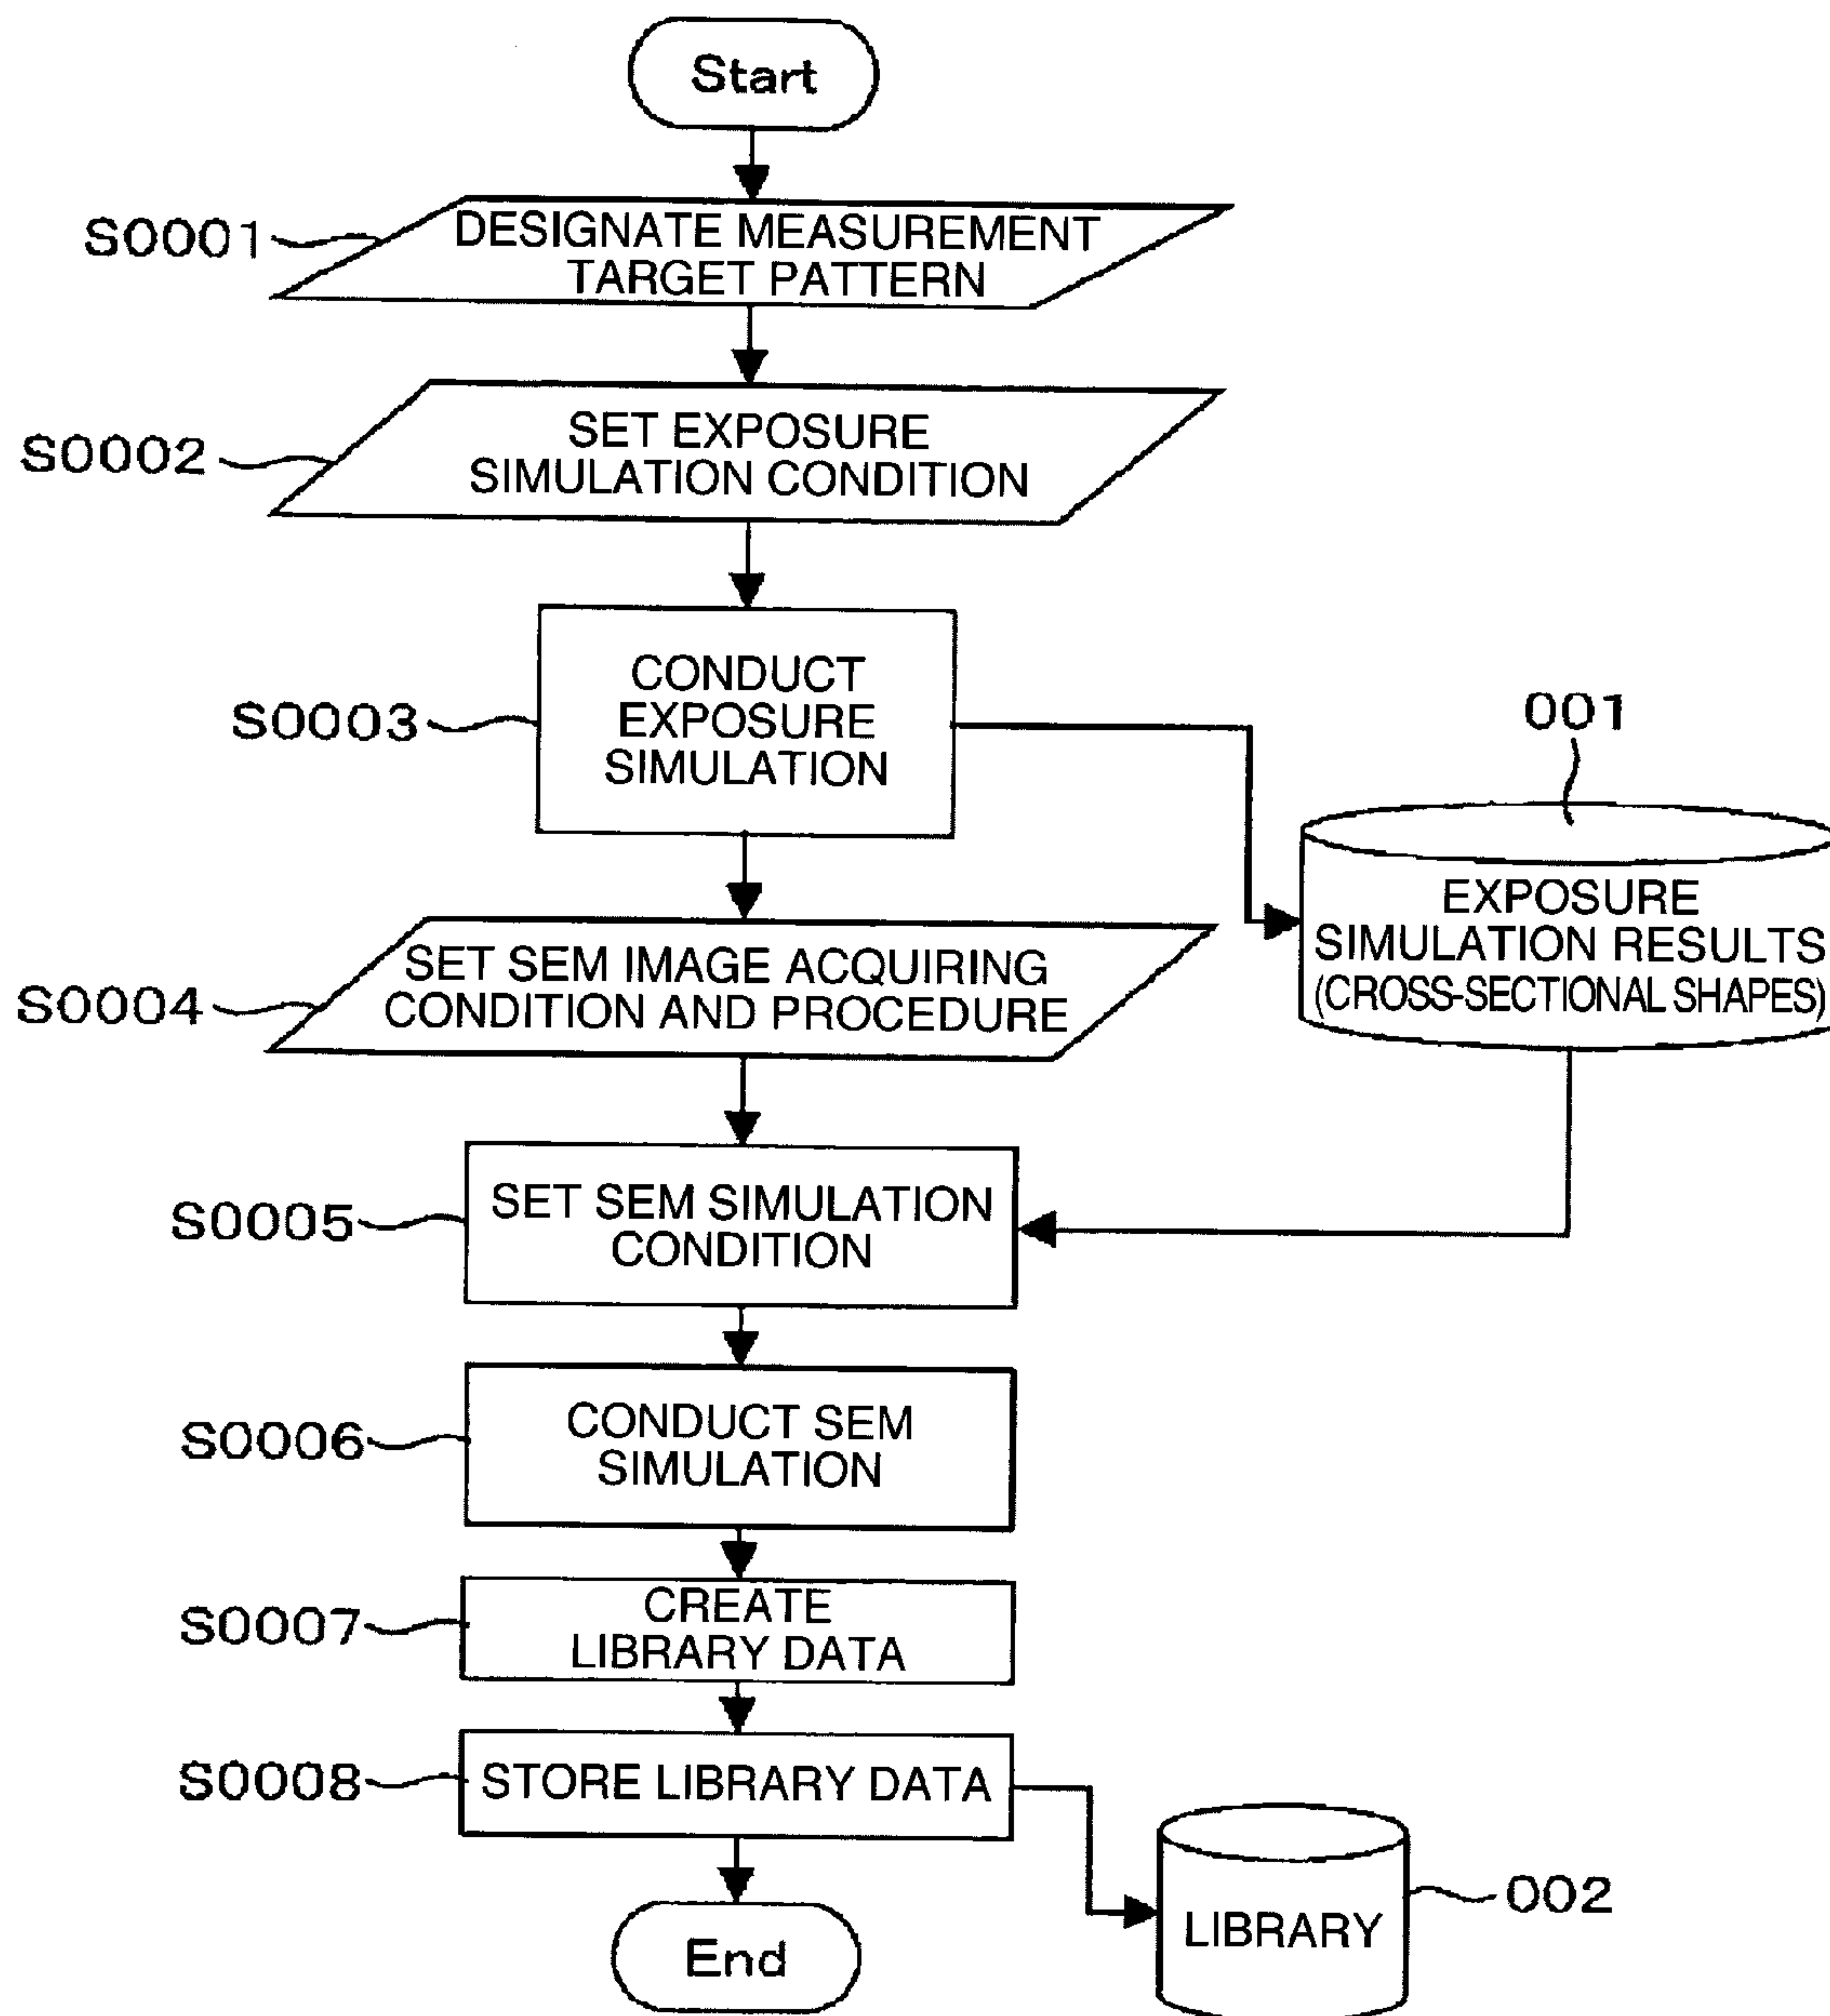 Start
S0001
DESIGNATE MEASUREMENT
TARGET PATTERN
S0002
SET EXPOSURE
SIMULATION CONDITION
S0003
CONDUCT
EXPOSURE
SIMULATION
001
EXPOSURE
SIMULATION RESULTS
(CROSS-SECTIONAL SHAPES)
S0004
SET SEM IMAGE ACQUIRING
CONDITION AND PROCEDURE
S0005
SET SEM SIMULATION
CONDITION
S0006
CONDUCT SEM
SIMULATION
S0007
CREATE
LIBRARY DATA
S0008
STORE LIBRARY DATA
002
LIBRARY
End